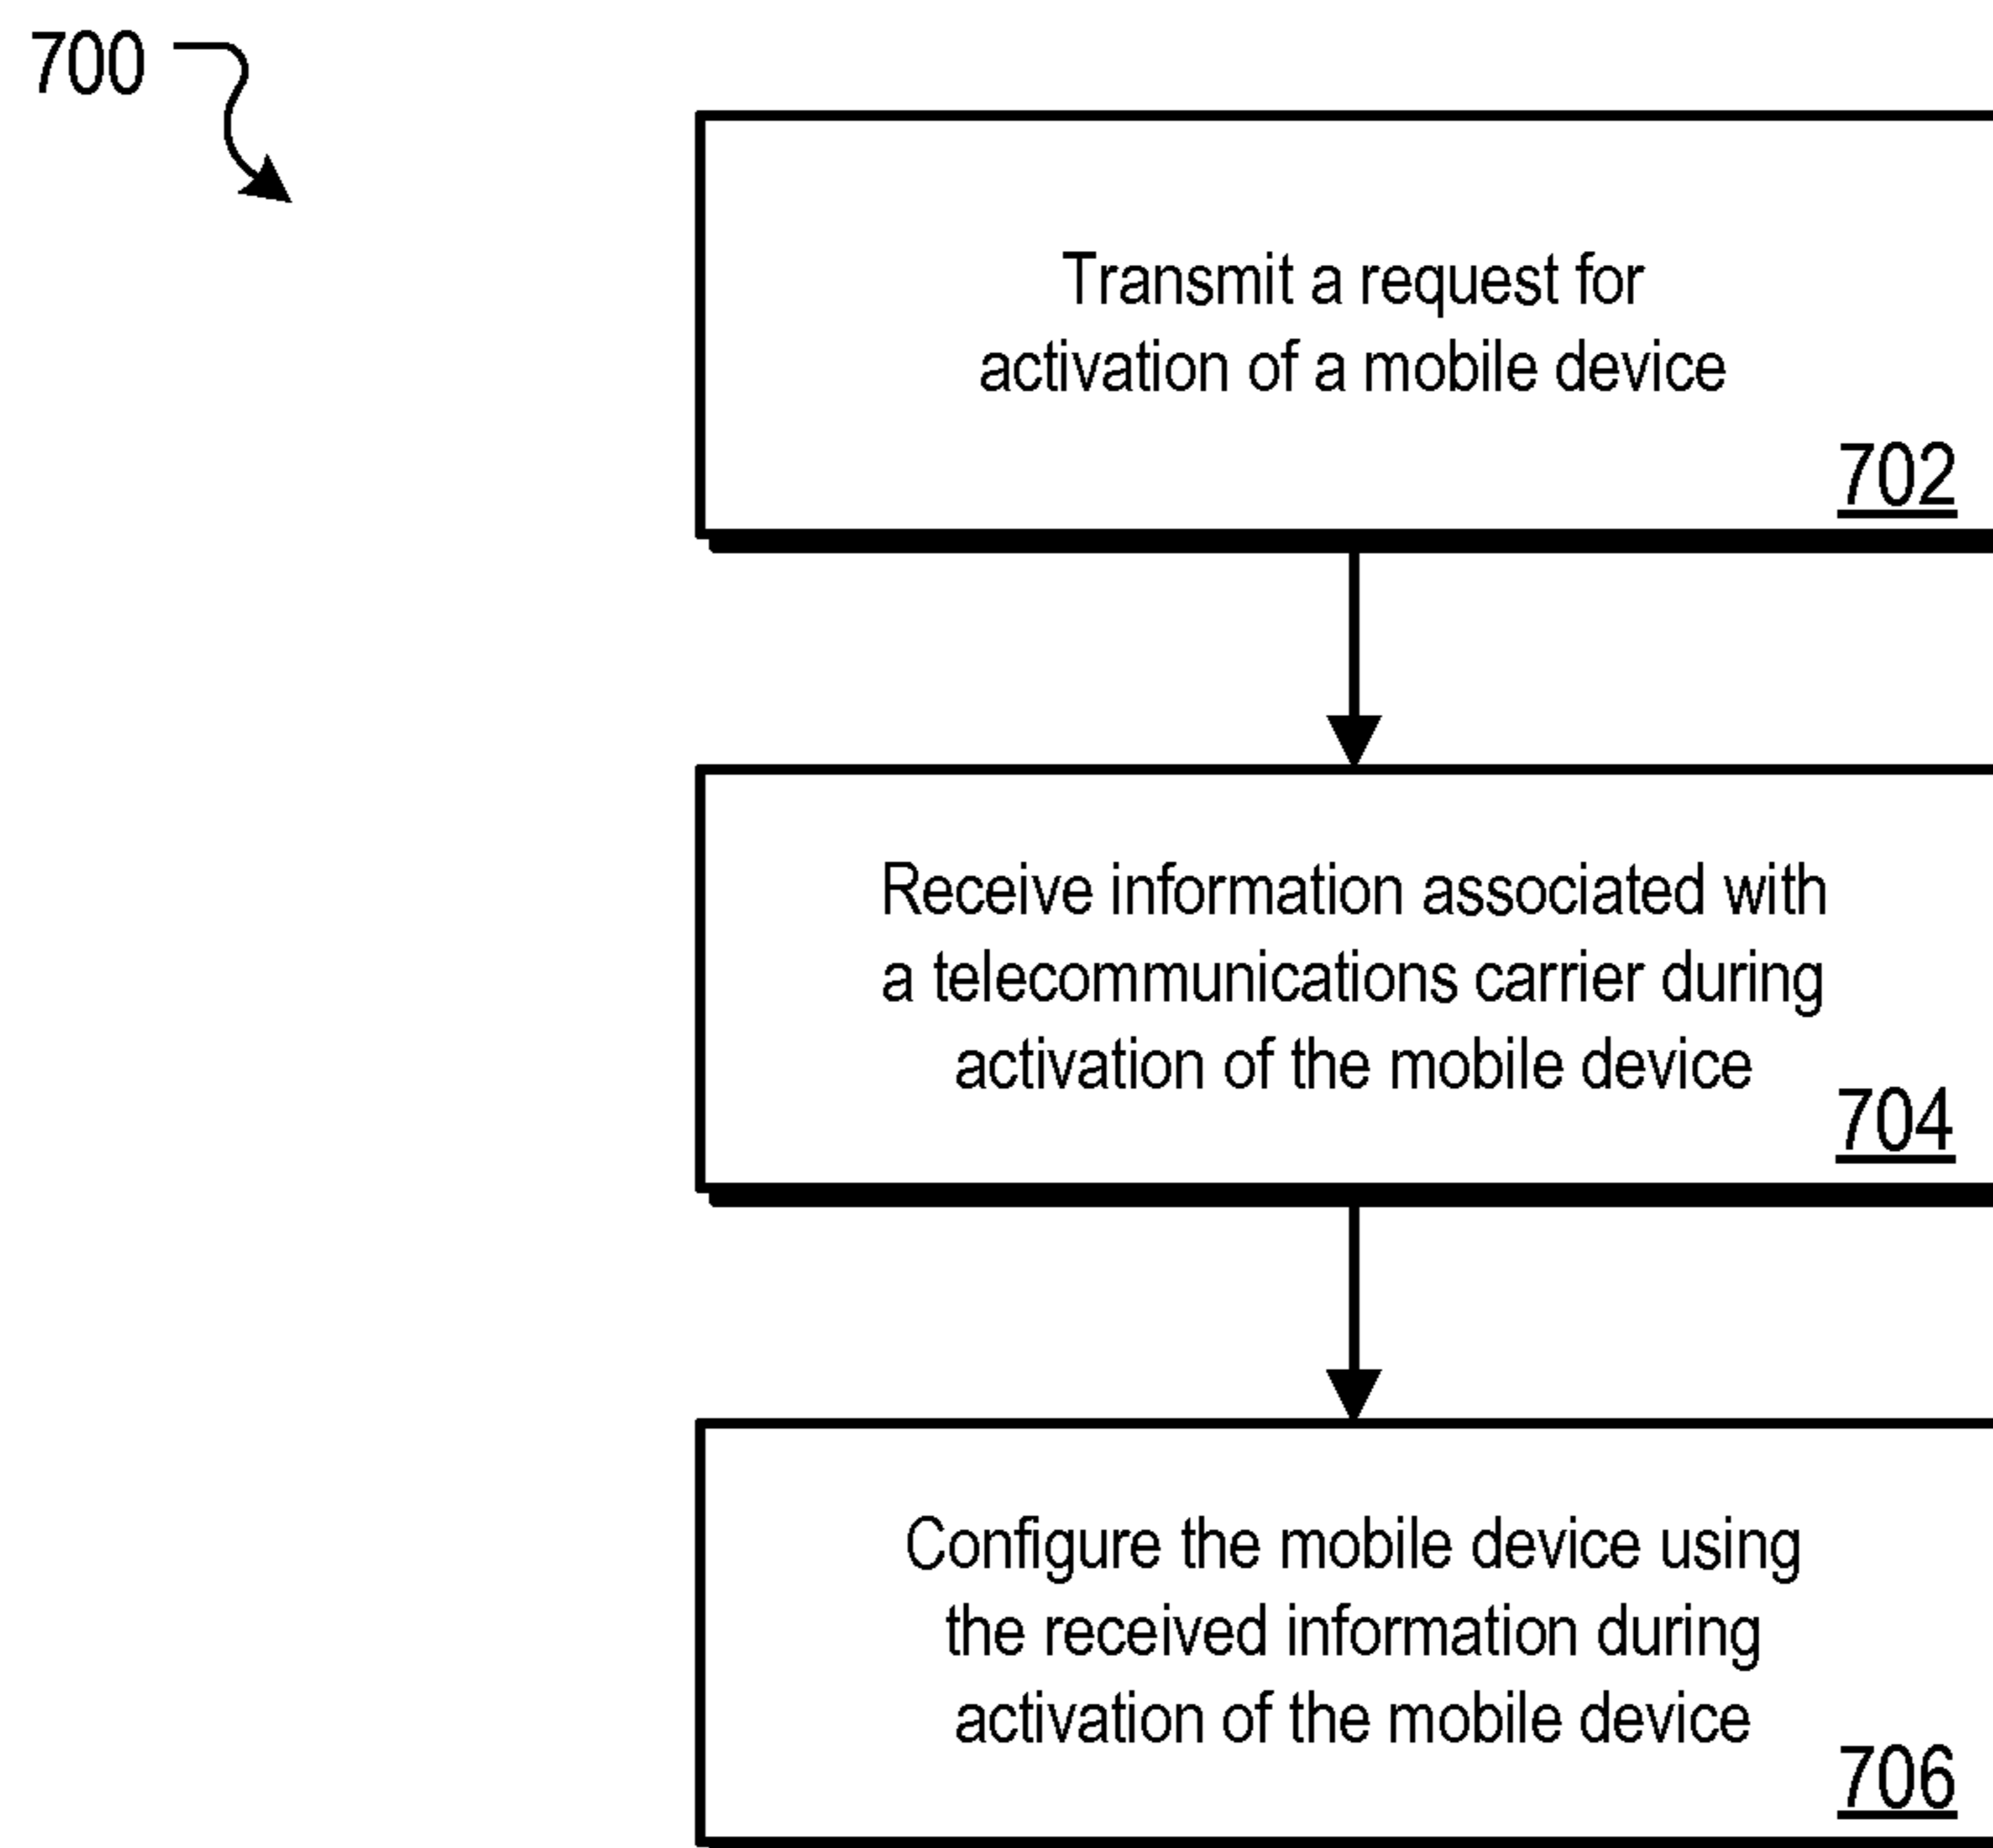 700
Transmit a request for
activation of a mobile device
702
Receive information associated with
a telecommunications carrier during
activation of the mobile device
704
Configure the mobile device using
the received information during
activation of the mobile device
706